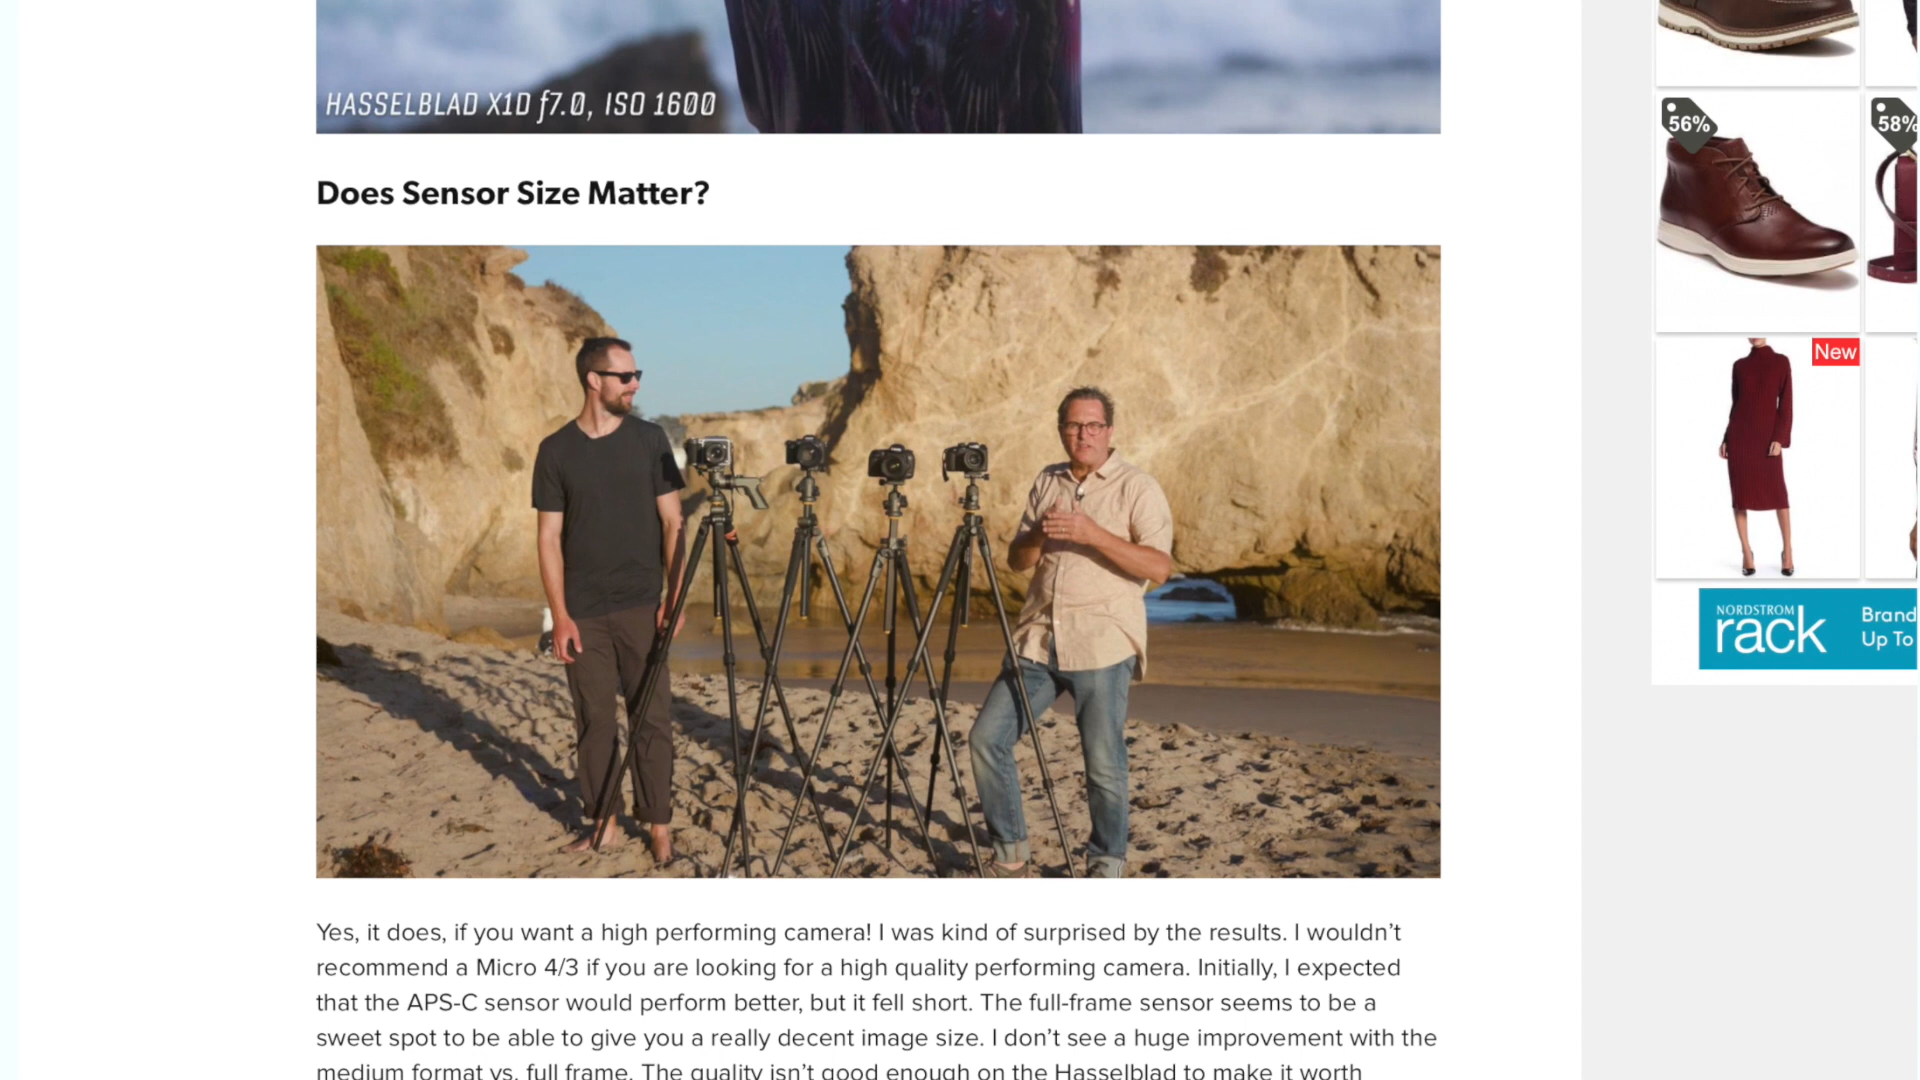 HASSELBLAD X1D f7.0, ISO 1600
Does Sensor Size Matter?
Yes, it does, if you want a high performing camera! I was kind of surprised by the results. I wouldn’t
recommend a Micro 4/3 if you are looking for a high quality performing camera. Initially, I expected
that the APS-C sensor would perform better, but it fell short. The full-frame sensor seems to be a
sweet spot to be able to give you a really decent image size. I don’t see a huge improvement with the
medium format vs. full frame. The quality isn’t good enough on the Hasselblad to make it worth
56%
58%
New
NORDSTROM
rack
Brand
Up To